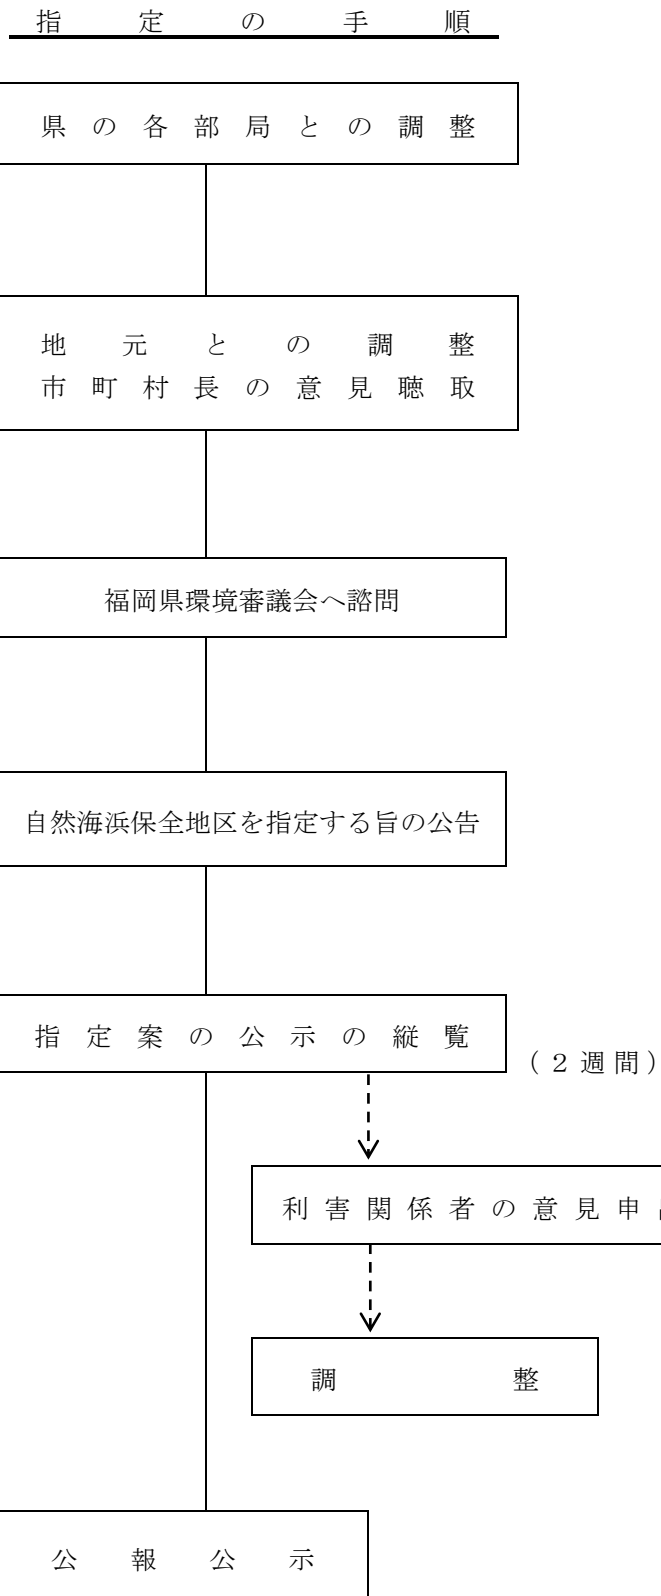 指定の手順
県の各部局との調整
地元との調整
市町村長の意見聴取
福岡県環境審議会へ諮問
自然海浜保全地区を指定する旨の公告
指定案の公示の縦覧
(2週間)
利害関係者の意見申
調整
公報公示